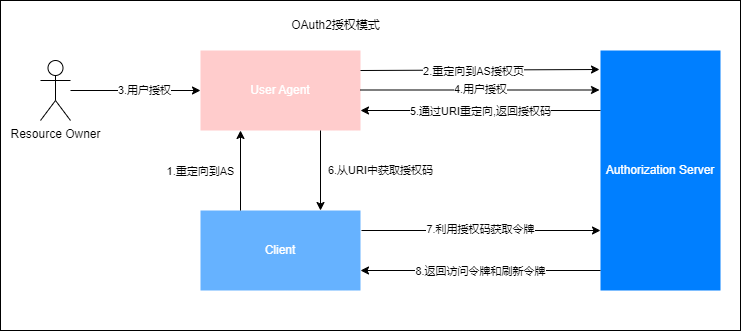 OAuth2授权模式
2.重定向到AS授权页
3.用户授权
User Agent
4.用户授权
5.通过URI重定向,返回授权码
Resource Owner
1.重定向到AS
6.从URI中获取授权码
Authorization Server
7.利用授权码获取令牌
Client
8.返回访问令牌和刷新令牌